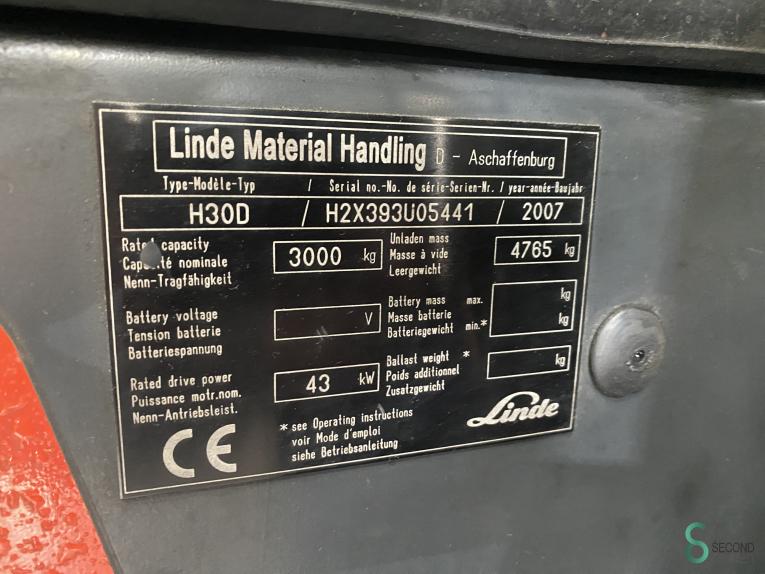 Linde Material Handling D - Aschaffenburg
Type-Modèle-Typ / Serial no.-No. de série-Serien-Nr. / year-année-Baujahr
H30D / H2X393U05441 / 2007
Rated capacity
Capacité nominale
Nenn-Tragfähigkeit
3000 kg
Unladen mass
Masse à vide
Leergewicht
4765 kg
Battery voltage
Tension batterie
Batteriespannung
V
Battery mass max.
Masse batterie
Batteriegewicht min.*
kg
kg
Rated drive power
Puissance motr.nom.
Nenn-Antriebsleist.
43 kW
Ballast weight *
Poids additionnel
Zusatzgewicht
kg
CE
* see Operating instructions
voir Mode d'emploi
siehe Betriebsanleitung
Linde
SECOND